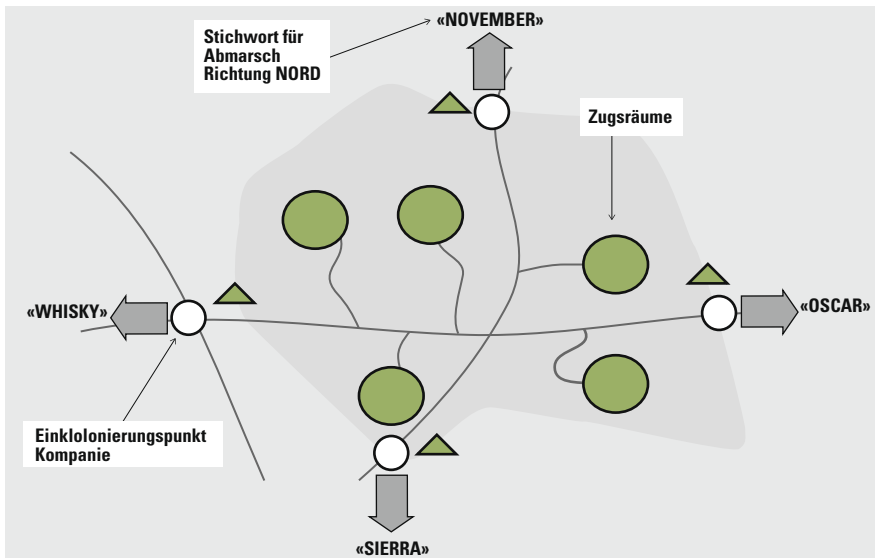 «NOVEMBER»
Stichwort für
Abmarsch
Richtung NORD
Zugsräume
«WHISKY»
«OSCAR»
Einklolonierungspunkt
Kompanie
«SIERRA»